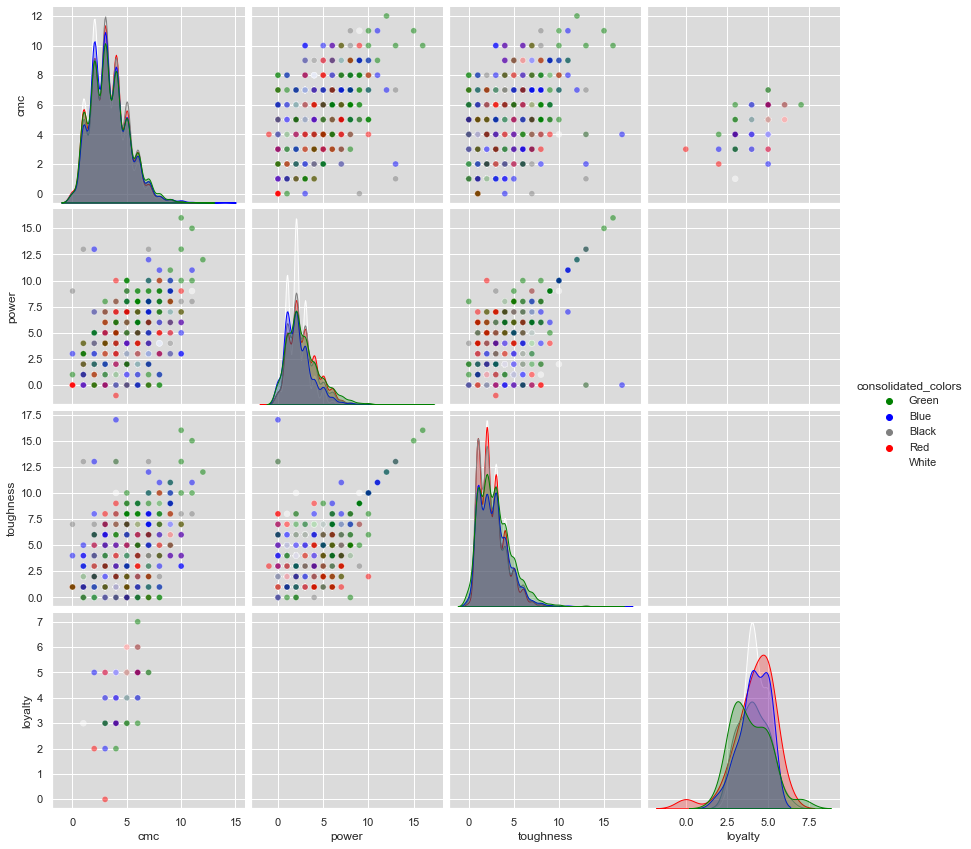 12
10
8
6
4
2
0
cmc
15.0
12.5
10.0
7.5
5.0
2.5
0.0
power
consolidated_colors
Green
Blue
Black
Red
White
17.5
15.0
12.5
10.0
7.5
5.0
2.5
0.0
toughness
7
6
5
4
3
2
1
0
loyalty
0 5 10 15
0 5 10 15
0 5 10 15
0.0 2.5 5.0 7.5
cmc power toughness loyalty